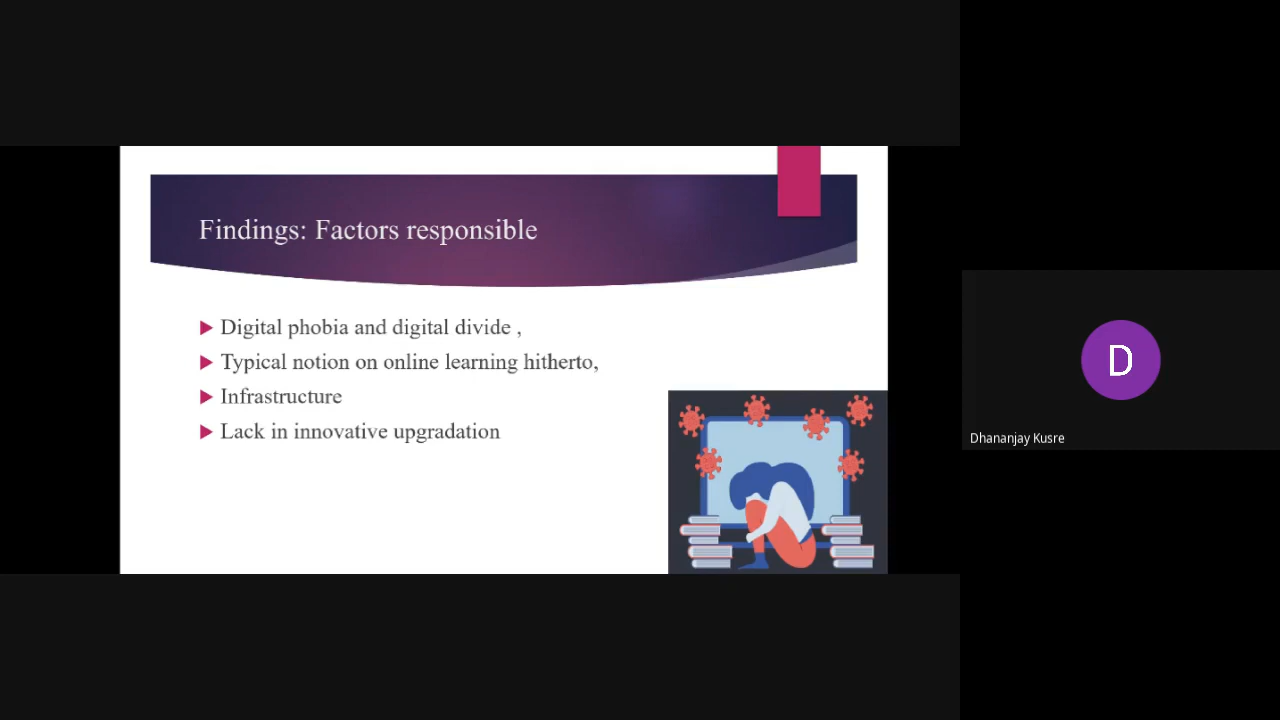 Findings: Factors responsible
Digital phobia and digital divide ,
Typical notion on online learning hitherto,
Infrastructure
Lack in innovative upgradation
D
Dhananjay Kusre